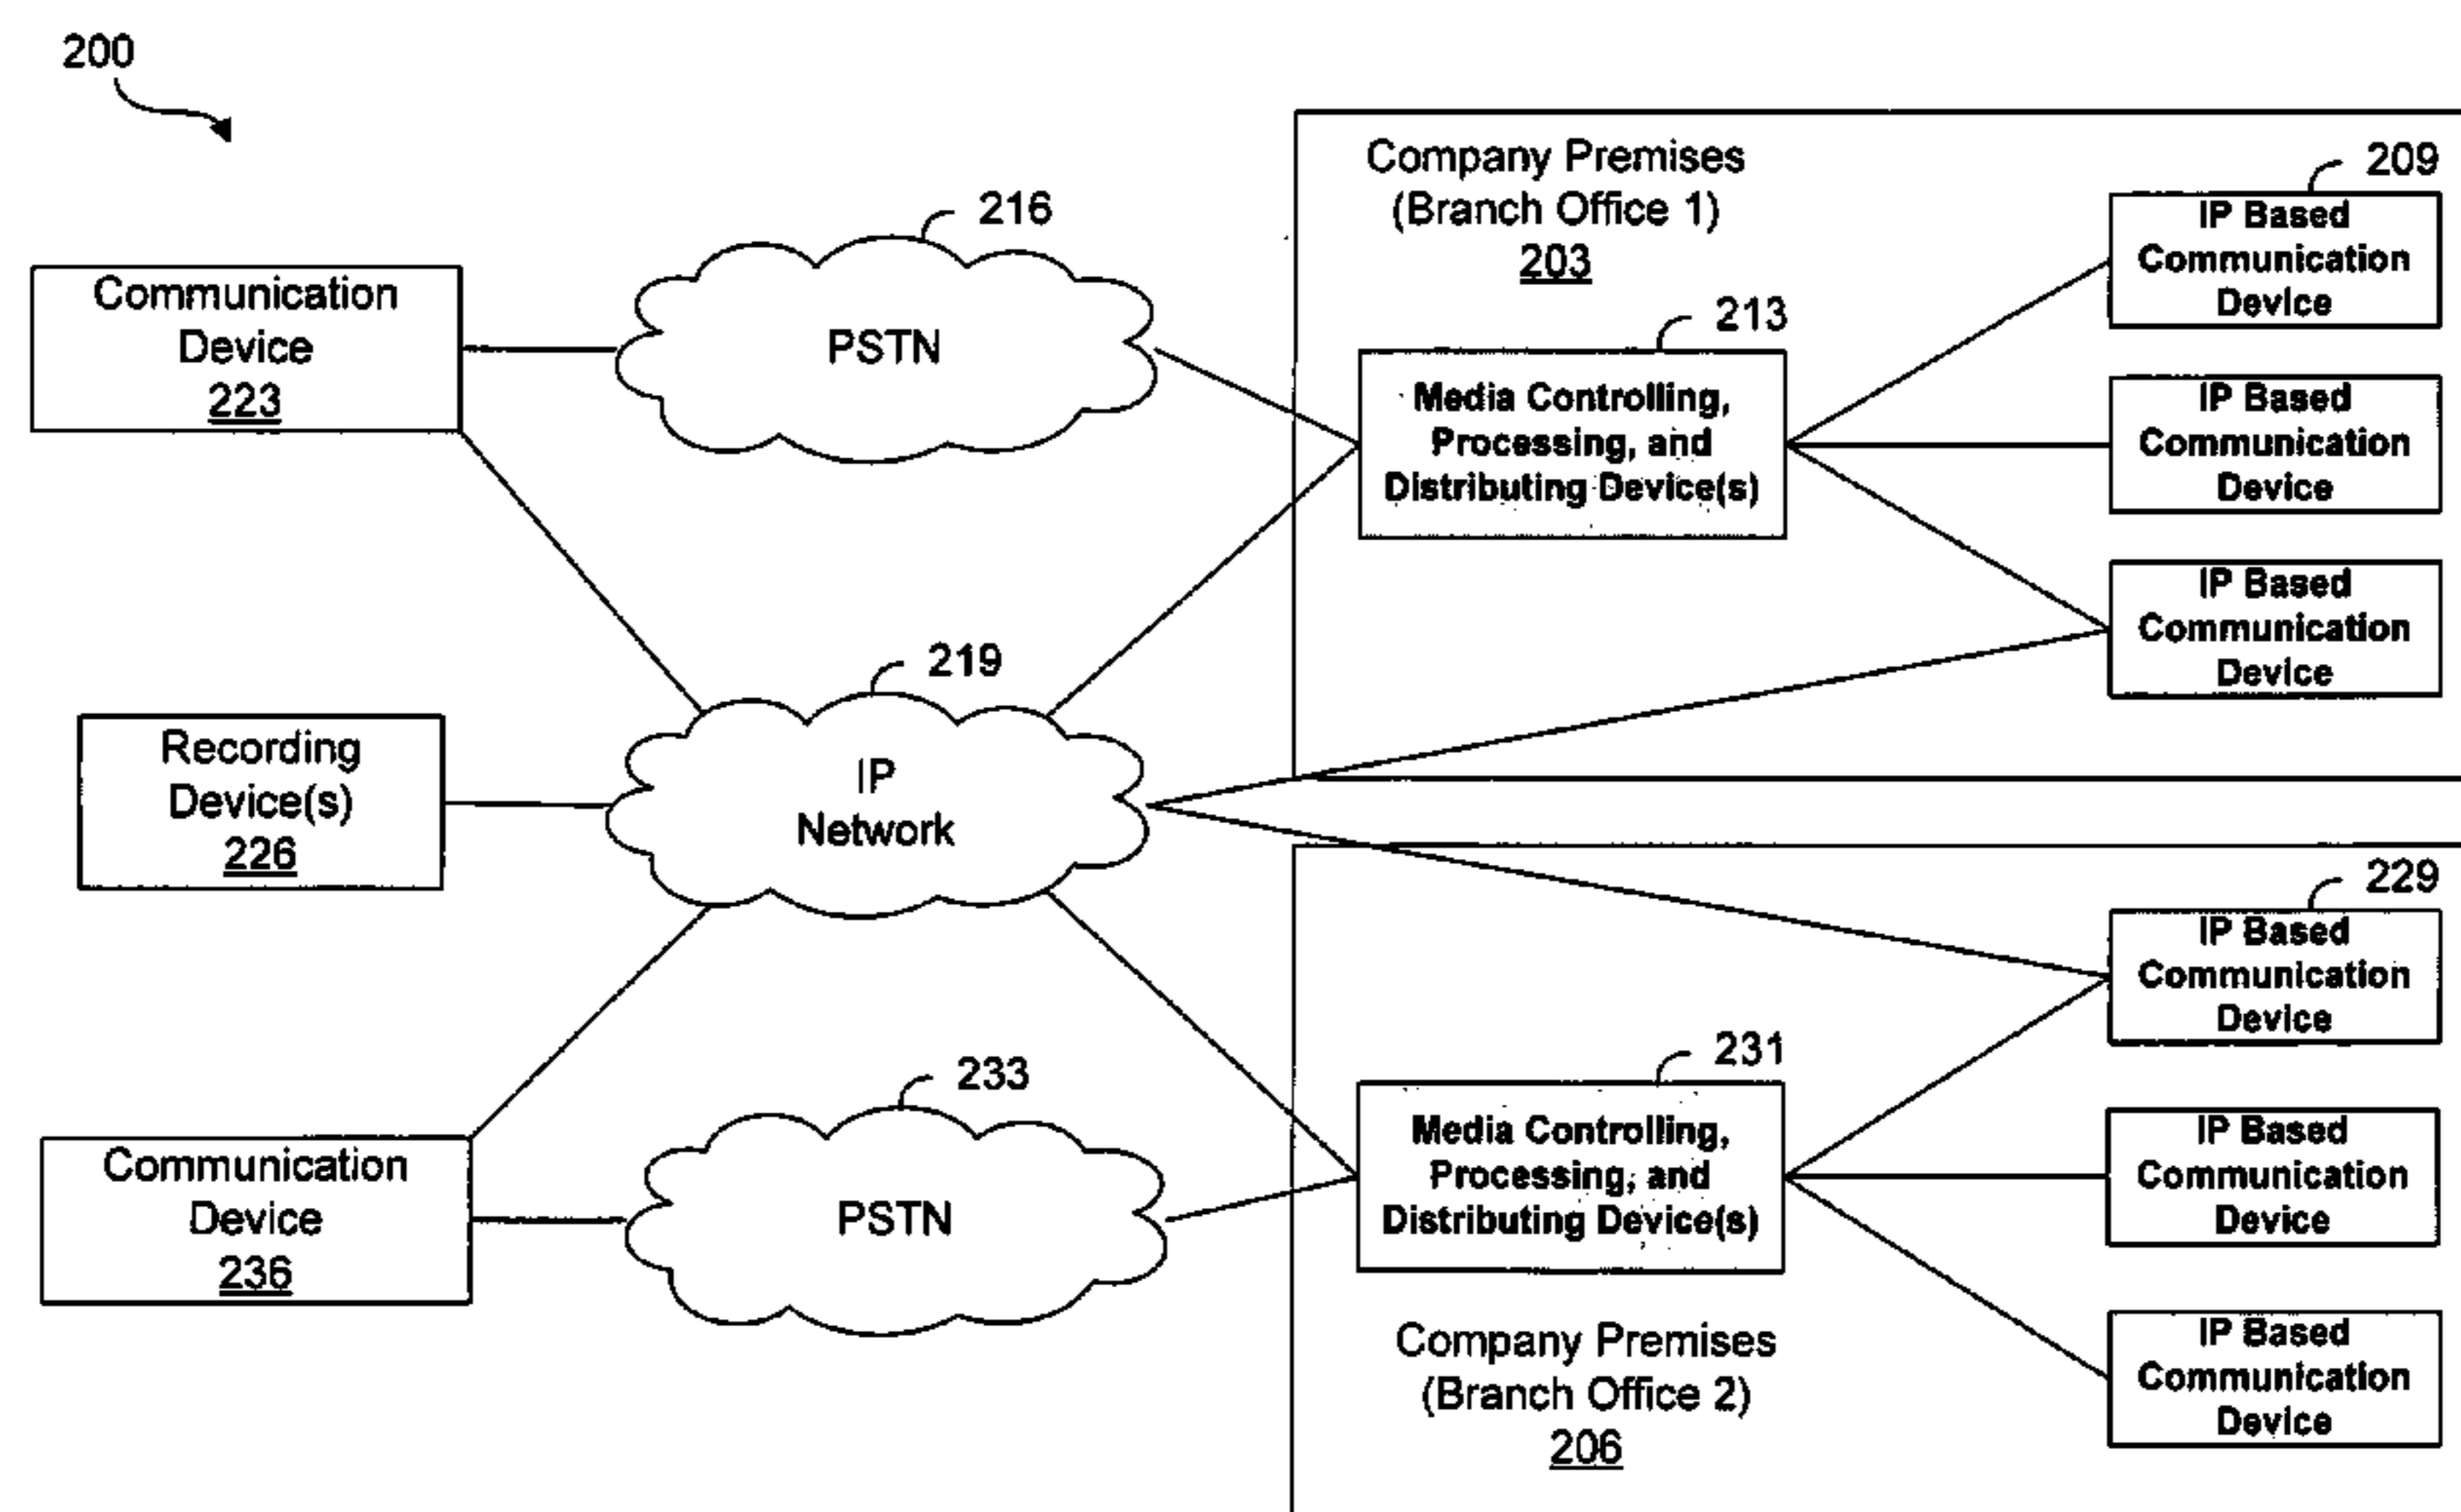 200
Company Premises
(Branch Office 1)
203
209
IP Based
Communication
Device
216
Communication
Device
223
PSTN
213
Media Controlling,
Processing, and
Distributing Device(s)
IP Based
Communication
Device
IP Based
Communication
Device
219
Recording
Device(s)
226
IP
Network
229
IP Based
Communication
Device
233
231
Communication
Device
236
PSTN
Media Controlling,
Processing, and
Distributing Device(s)
IP Based
Communication
Device
Company Premises
(Branch Office 2)
206
IP Based
Communication
Device